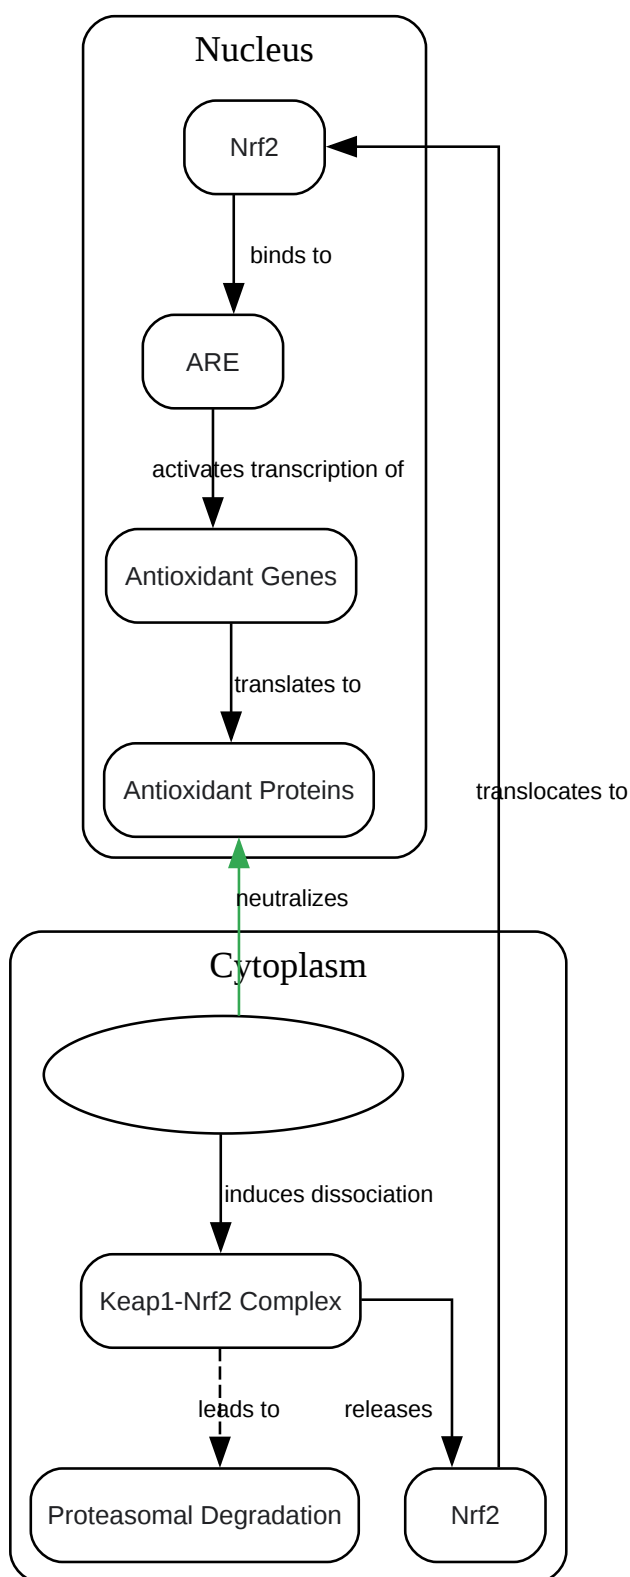 Nucleus
Nrf2
binds to
ARE
activates transcription of
Antioxidant Genes
translates to
Antioxidant Proteins
translocates to
neutralizes
Cytoplasm
induces dissociation
Keap1-Nrf2 Complex
leads to
releases
Proteasomal Degradation
Nrf2